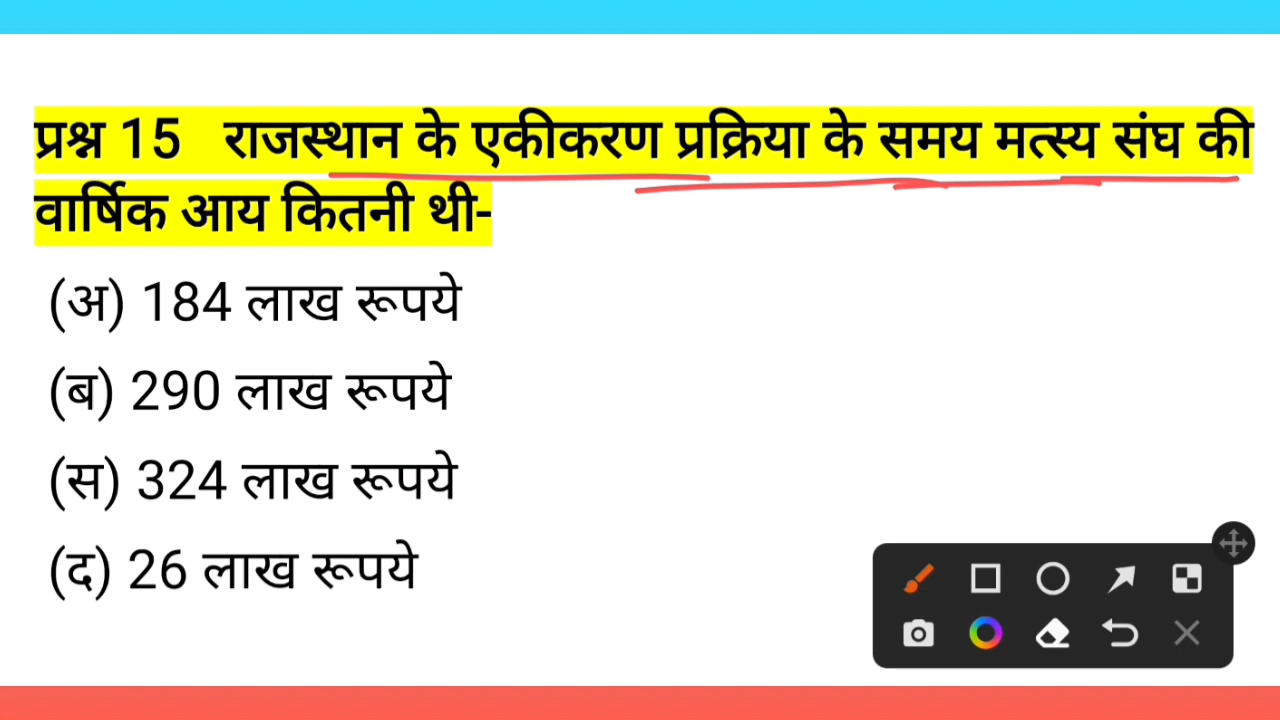 प्रश्न 15 राजस्थान के एकीकरण प्रक्रिया के समय मत्स्य संघ की
वार्षिक आय कितनी थी-
(अ) 184 लाख रूपये
(ब) 290 लाख रूपये
(स) 324 लाख रूपये
(द) 26 लाख रूपये